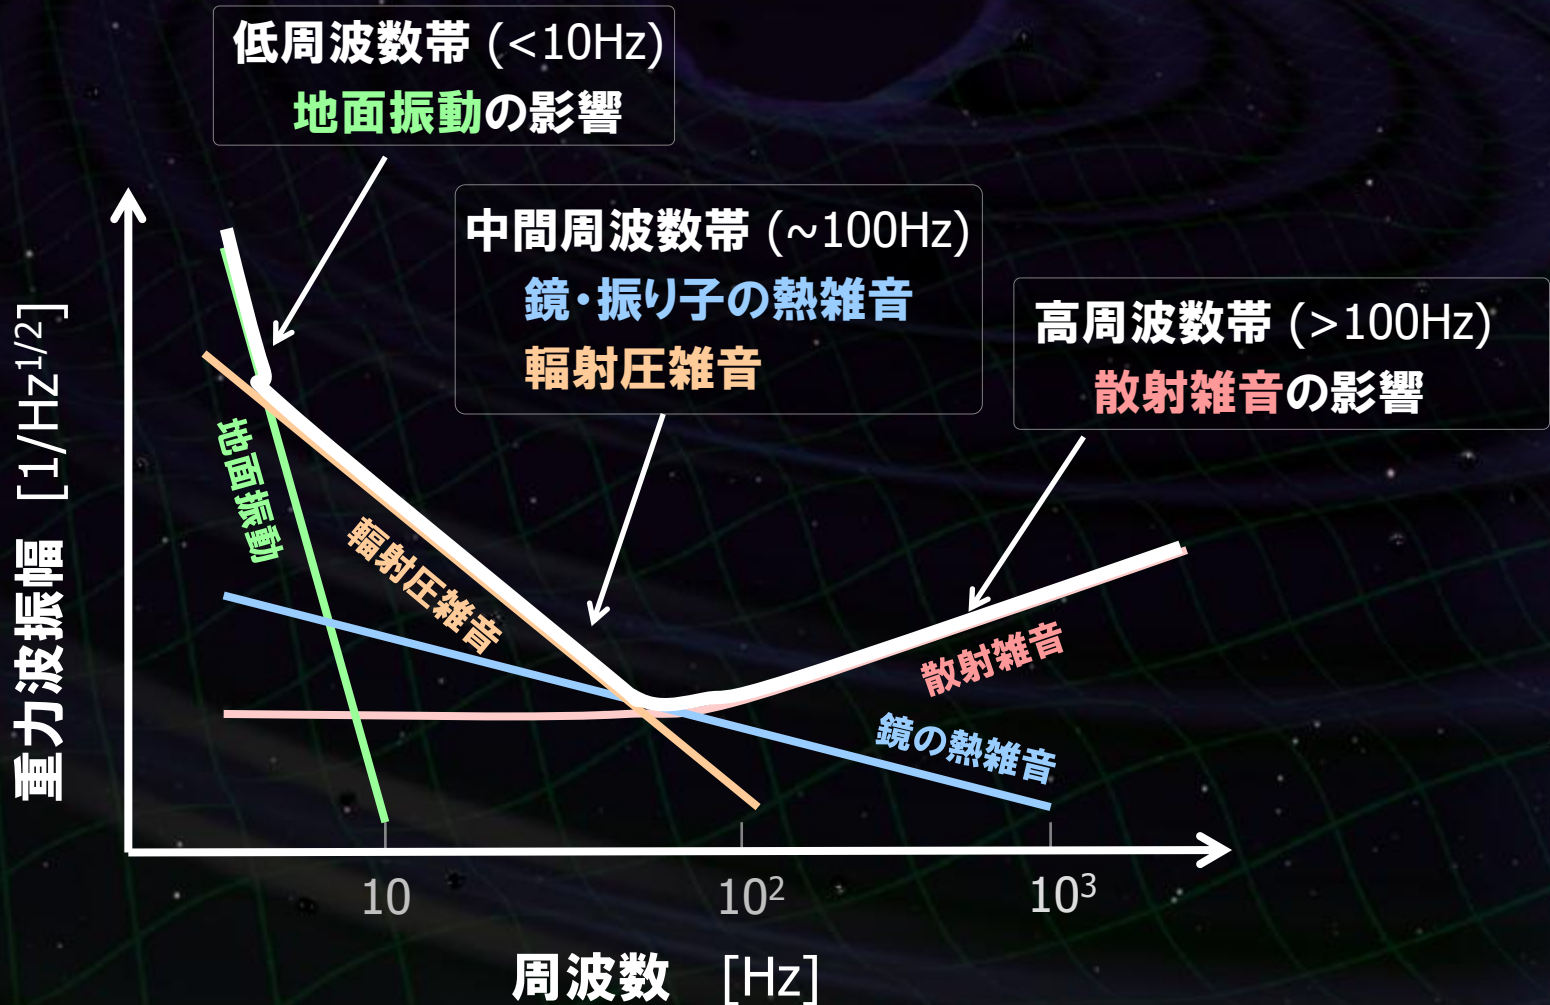 低周波数帯 (<10Hz)
地面振動の影響
中間周波数帯 (~100Hz)
鏡・振り子の熱雑音
輻射圧雑音
高周波数帯 (>100Hz)
散射雑音の影響
重力波振幅 [1/Hz^1/2]
地面振動
輻射圧雑音
散射雑音
鏡の熱雑音
10
10²
10³
周波数 [Hz]